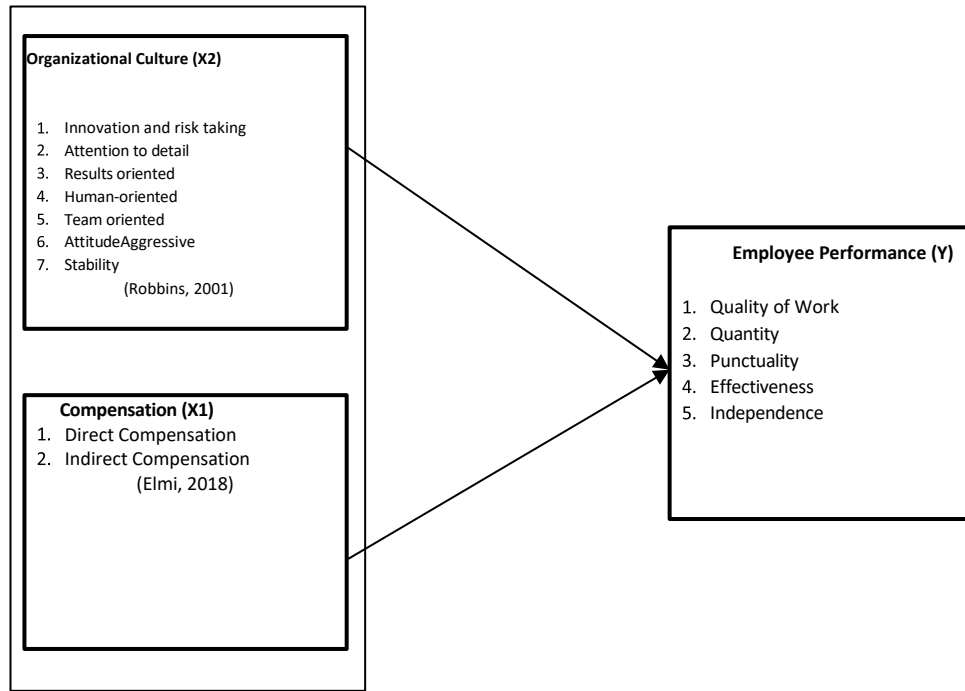 Organizational Culture (X2)
1. Innovation and risk taking
2. Attention to detail
3. Results oriented
4. Human-oriented
5. Team oriented
6. AttitudeAggressive
7. Stability
(Robbins, 2001)
Compensation (X1)
1. Direct Compensation
2. Indirect Compensation
(Elmi, 2018)
Employee Performance (Y)
1. Quality of Work
2. Quantity
3. Punctuality
4. Effectiveness
5. Independence